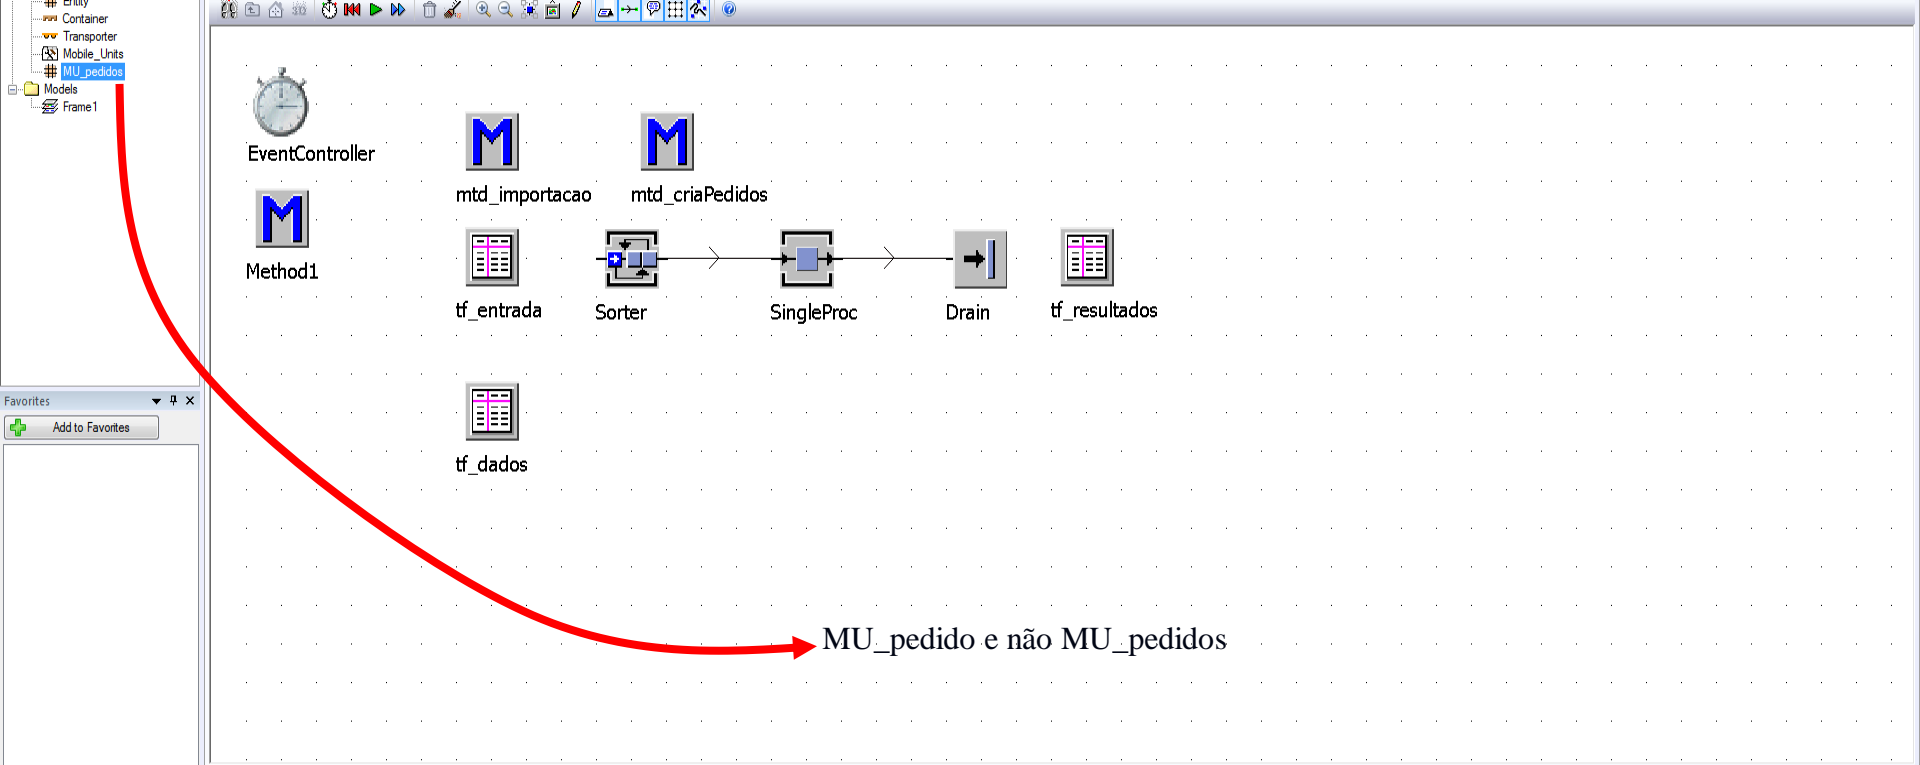 Entity
Container
Transporter
Mobile_Units
MU_pedidos
Models
Frame1
Favorites
Add to Favorites
EventController
Method1
mtd_importacao
mtd_criaPedidos
tf_entrada
Sorter
SingleProc
Drain
tf_resultados
tf_dados
MU_pedido e não MU_pedidos